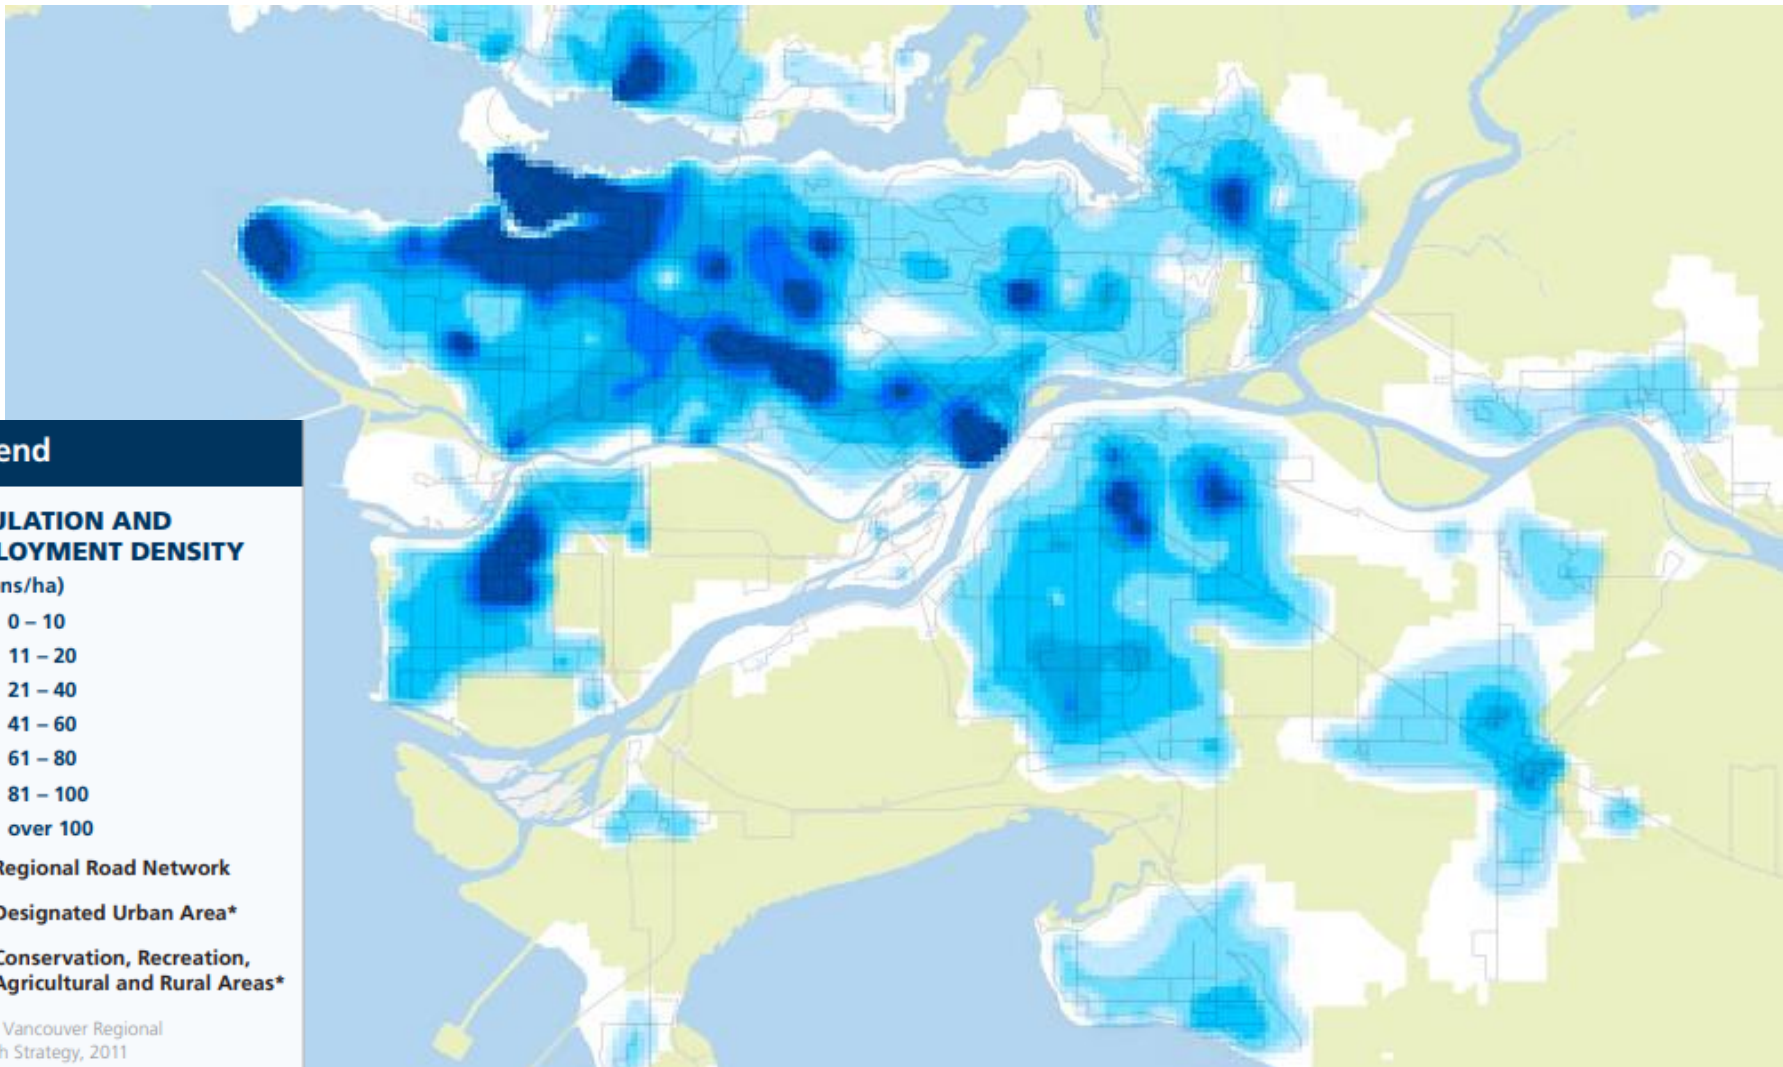 end
ULATION AND
LOYMENT DENSITY
ns/ha)
0 – 10
11 – 20
21 – 40
41 – 60
61 – 80
81 – 100
over 100
Regional Road Network
Designated Urban Area*
Conservation, Recreation,
Agricultural and Rural Areas*
Vancouver Regional
h Strategy, 2011